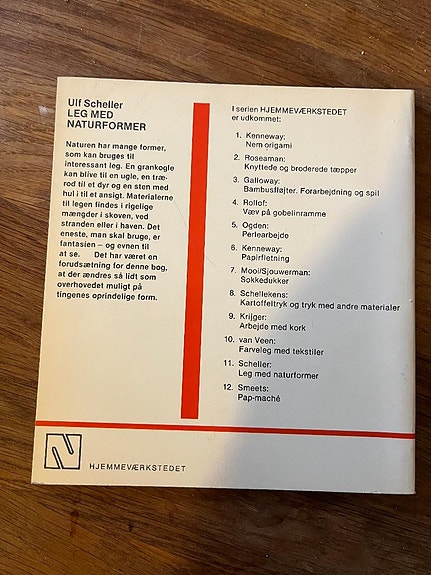 Ulf Scheller
LEG MED
NATURFORMER
Naturen har mange former,
som kan bruges til
interessant leg. En grankogle
kan blive til en ugle, en træ-
rod til et dyr og en sten med
hul i til et ansigt. Materialerne
til legen findes i rigelige
mængder i skoven, ved
stranden eller i haven. Det
eneste, man skal bruge, er
fantasien – og evnen til
at se. Det har været en
forudsætning for denne bog,
at der ændres så lidt som
overhovedet muligt på
tingenes oprindelige form.
I serien HJEMMEVÆRKSTEDET
er udkommet:
1. Kenneway:
Nem origami
2. Roseaman:
Knyttede og broderede tæpper
3. Galloway:
Bambusfløjter. Forarbejdning og spil
4. Rollof:
Væv på gobelinramme
5. Ogden:
Perlearbejde
6. Kenneway:
Papirfletning
7. Mooi/Sjouwerman:
Sokkedukker
8. Schellekens:
Kartoffeltryk og tryk med andre materialer
9. Krijger:
Arbejde med kork
10. van Veen:
Farveleg med tekstiler
11. Scheller:
Leg med naturformer
12. Smeets:
Pap-maché
HJEMMEVÆRKSTEDET